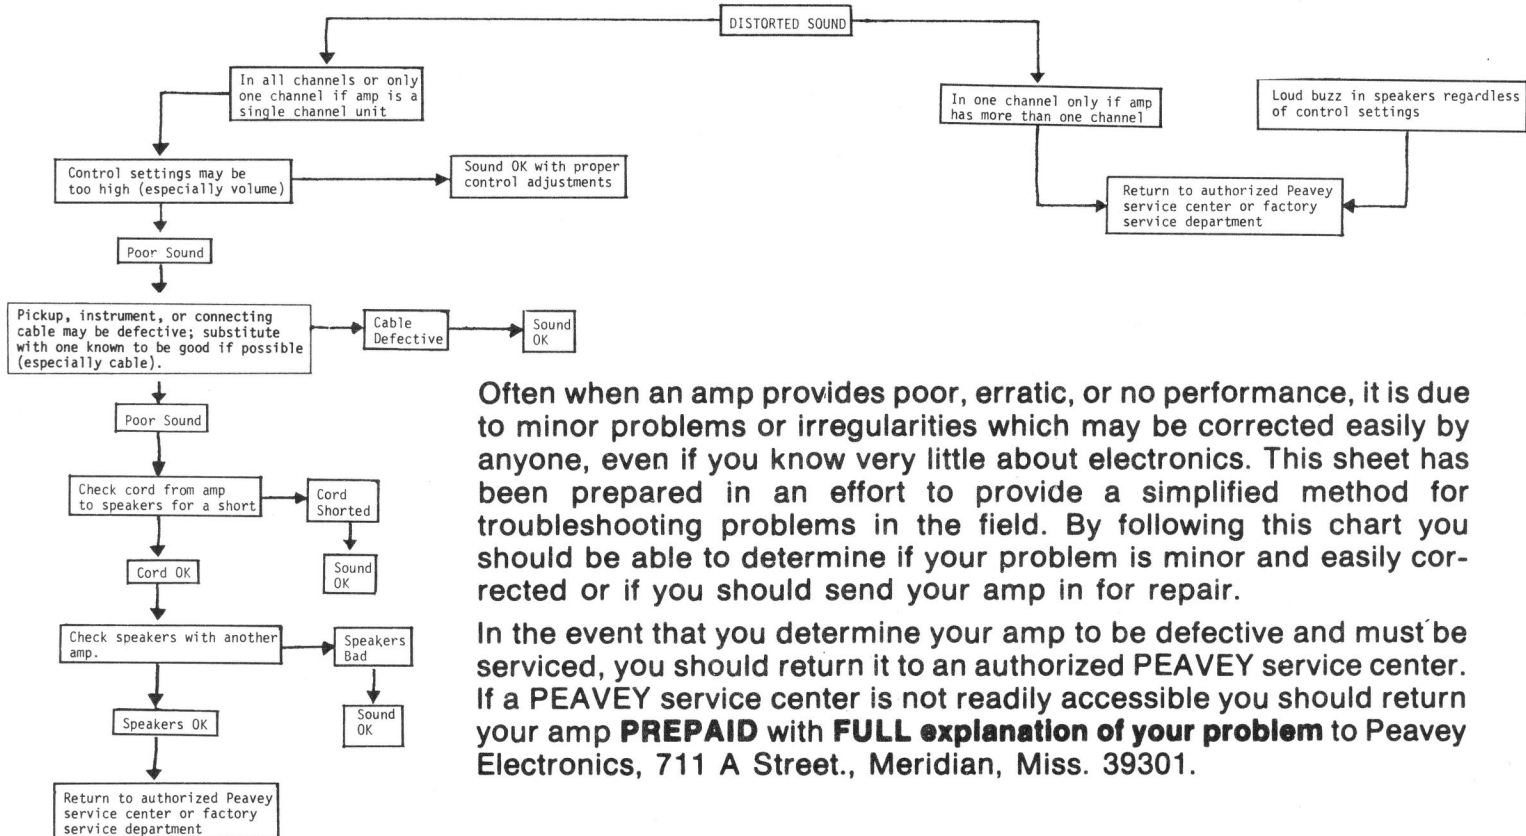 DISTORTED SOUND
In all channels or only
one channel if amp is a
single channel unit
In one channel only if amp
has more than one channel
Loud buzz in speakers regardless
of control settings
Control settings may be
too high (especially volume)
Sound OK with proper
control adjustments
Return to authorized Peavey
service center or factory
service department
Poor Sound
Pickup, instrument, or connecting
cable may be defective; substitute
with one known to be good if possible
(especially cable).
Cable
Defective
Sound
OK
Poor Sound
Check cord from amp
to speakers for a short
Cord
Shorted
Cord OK
Sound
OK
Check speakers with another
amp.
Speakers
Bad
Speakers OK
Sound
OK
Return to authorized Peavey
service center or factory
service department
Often when an amp provides poor, erratic, or no performance, it is due
to minor problems or irregularities which may be corrected easily by
anyone, even if you know very little about electronics. This sheet has
been prepared in an effort to provide a simplified method for
troubleshooting problems in the field. By following this chart you
should be able to determine if your problem is minor and easily cor-
rected or if you should send your amp in for repair.
In the event that you determine your amp to be defective and must be
serviced, you should return it to an authorized PEAVEY service center.
If a PEAVEY service center is not readily accessible you should return
your amp PREPAID with FULL explanation of your problem to Peavey
Electronics, 711 A Street., Meridian, Miss. 39301.